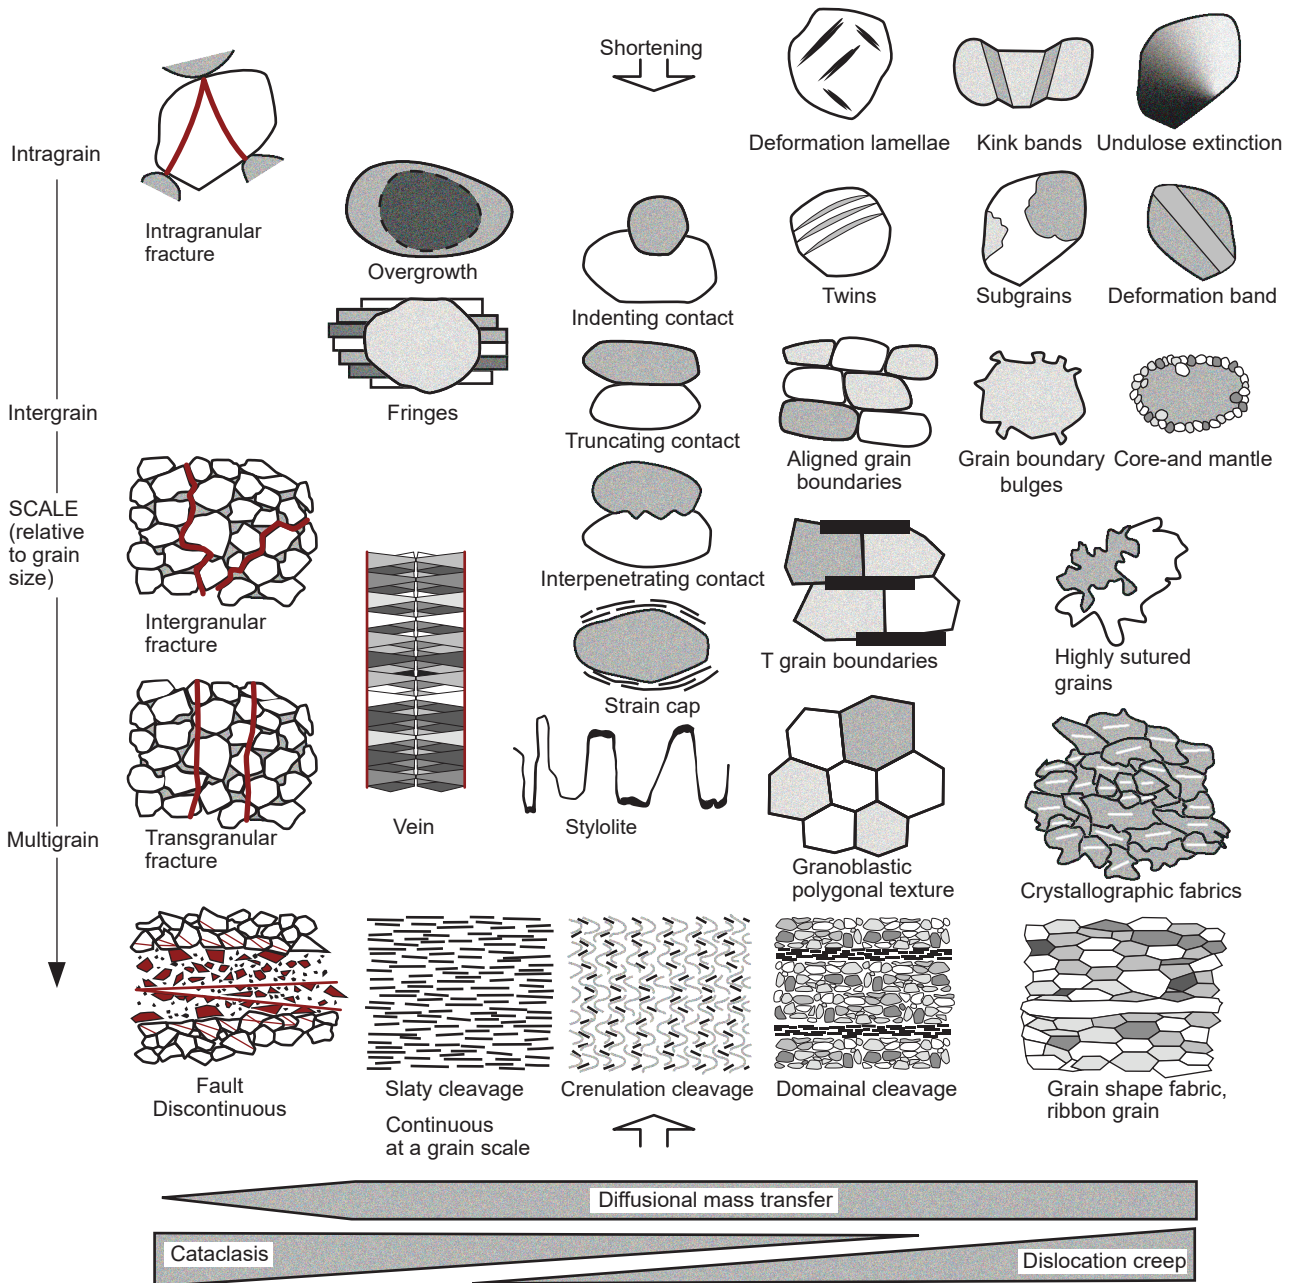 Shortening
Deformation lamellae
Kink bands
Undulose extinction
Intragrain
Intragranular
fracture
Overgrowth
Indenting contact
Twins
Subgrains
Deformation band
Intergrain
Fringes
Truncating contact
Aligned grain
boundaries
Grain boundary
bulges
Core-and mantle
SCALE
(relative
to grain
size)
Interpenetrating contact
Intergranular
fracture
T grain boundaries
Highly sutured
grains
Strain cap
Multigrain
Transgranular
fracture
Vein
Stylolite
Granoblastic
polygonal texture
Crystallographic fabrics
Fault
Discontinuous
Slaty cleavage
Crenulation cleavage
Domainal cleavage
Grain shape fabric,
ribbon grain
Continuous
at a grain scale
Diffusional mass transfer
Cataclasis
Dislocation creep